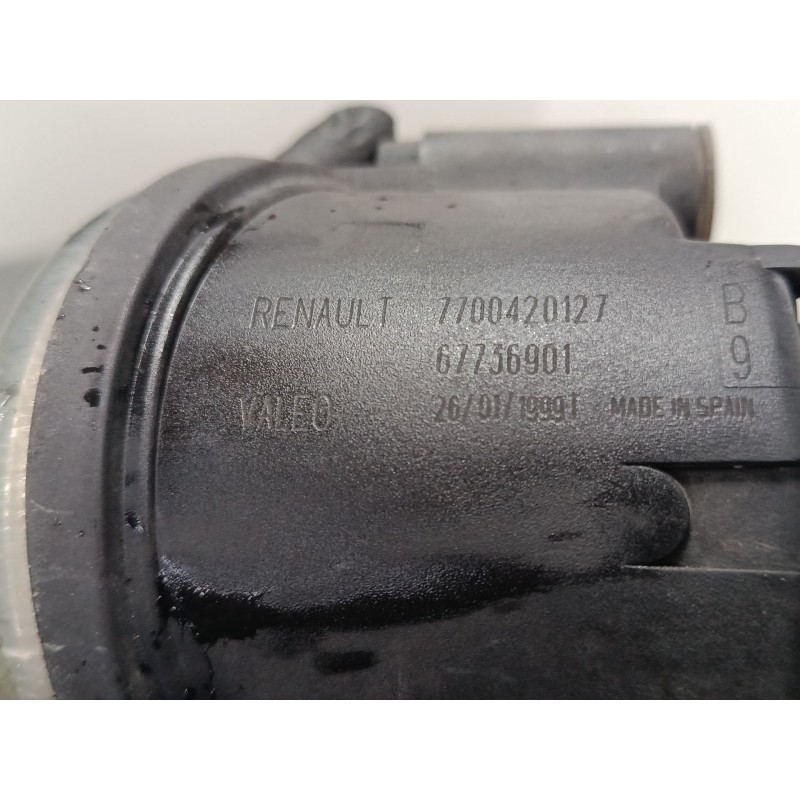 RENAULT 7700420127
67736901
VALEO 26/01/1999 T MADE IN SPAIN
B
9